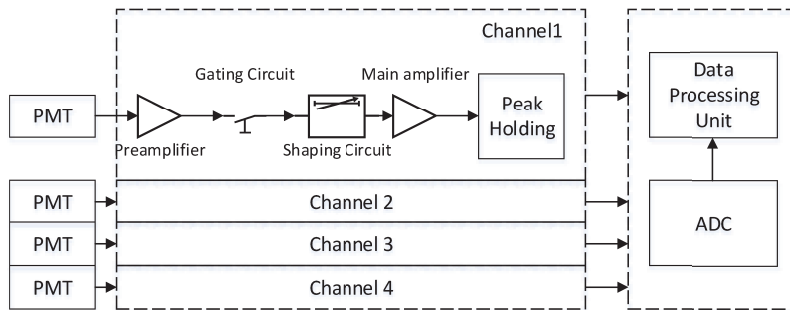 Channel1
Gating Circuit
Main amplifier
PMT
Preamplifier
Shaping Circuit
Peak
Holding
Data
Processing
Unit
PMT
Channel 2
PMT
Channel 3
PMT
Channel 4
ADC